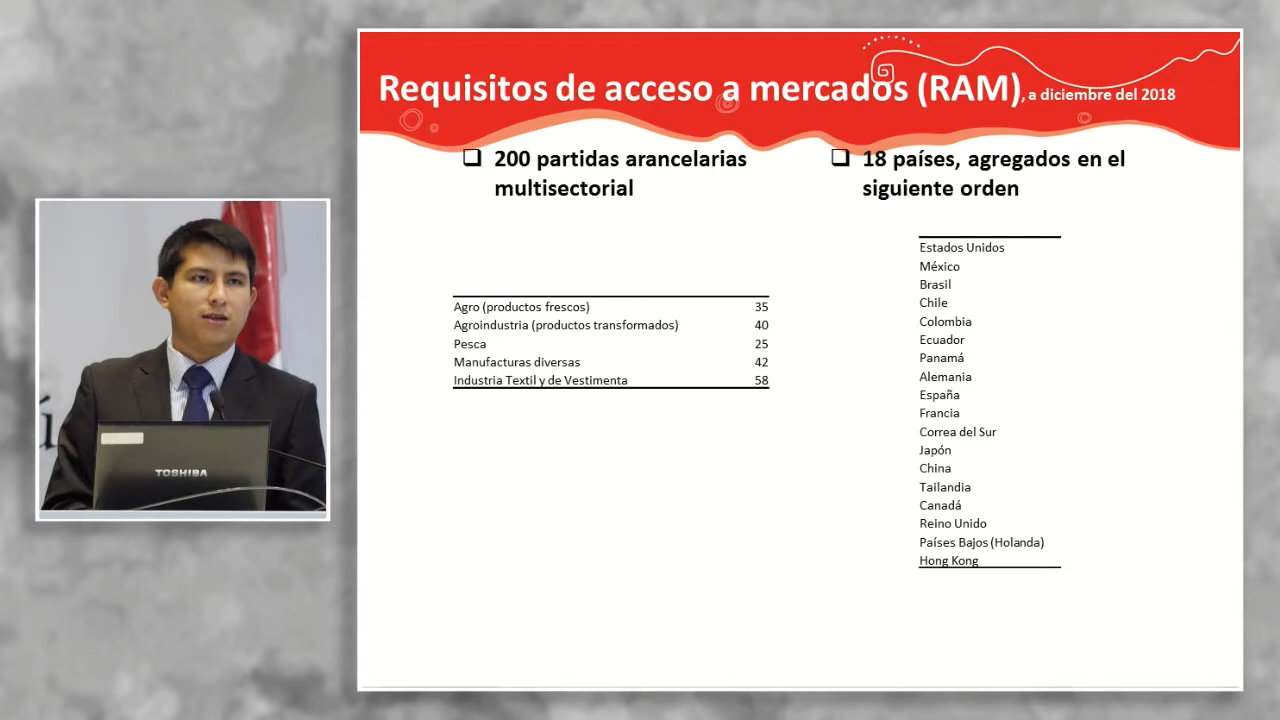 Requisitos de acceso a mercados (RAM), a diciembre del 2018
❑ 200 partidas arancelarias
multisectorial
Agro (productos frescos) 35
Agroindustria (productos transformados) 40
Pesca 25
Manufacturas diversas 42
Industria Textil y de Vestimenta 58
❑ 18 países, agregados en el
siguiente orden
Estados Unidos
México
Brasil
Chile
Colombia
Ecuador
Panamá
Alemania
España
Francia
Correa del Sur
Japón
China
Tailandia
Canadá
Reino Unido
Países Bajos (Holanda)
Hong Kong
TOSHIBA